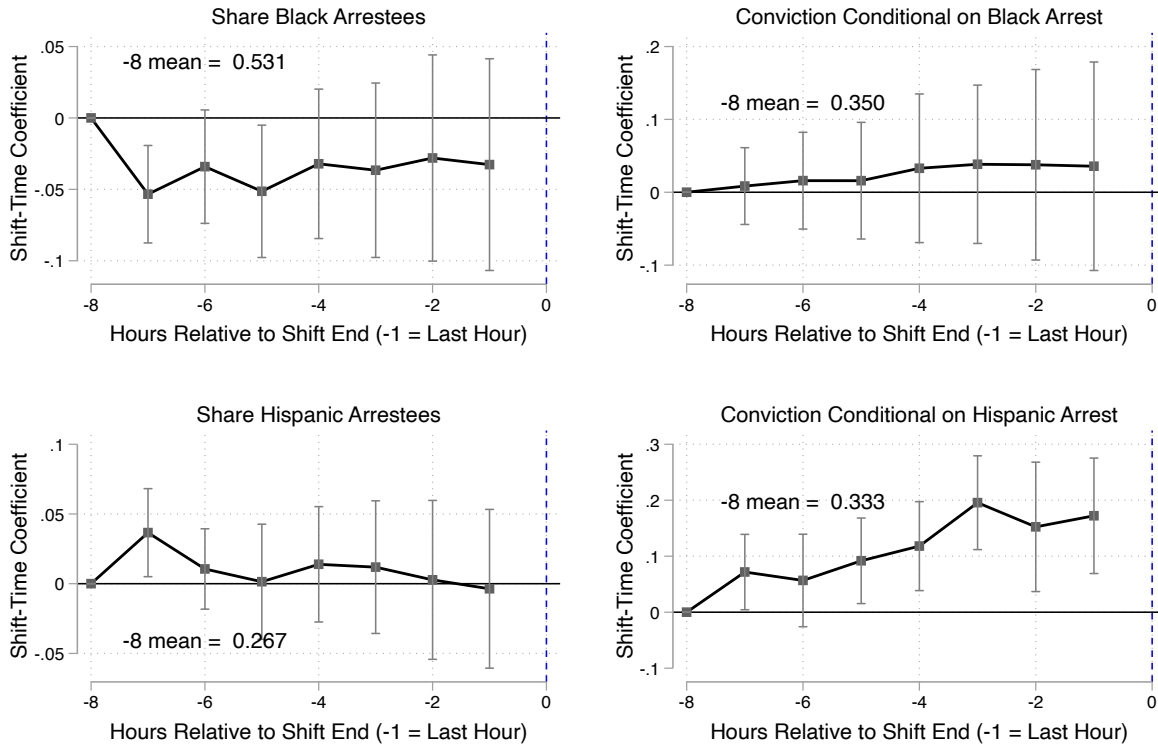 Share Black Arrestees
-8 mean = 0.531
.05
0
-.05
-.1
Shift-Time Coefficient
-8
-6
-4
-2
0
Hours Relative to Shift End (-1 = Last Hour)
Conviction Conditional on Black Arrest
-8 mean = 0.350
.2
.1
0
-.1
Shift-Time Coefficient
-8
-6
-4
-2
0
Hours Relative to Shift End (-1 = Last Hour)
Share Hispanic Arrestees
.1
.05
0
-.05
-8 mean = 0.267
Shift-Time Coefficient
-8
-6
-4
-2
0
Hours Relative to Shift End (-1 = Last Hour)
Conviction Conditional on Hispanic Arrest
-8 mean = 0.333
.3
.2
.1
0
-.1
Shift-Time Coefficient
-8
-6
-4
-2
0
Hours Relative to Shift End (-1 = Last Hour)